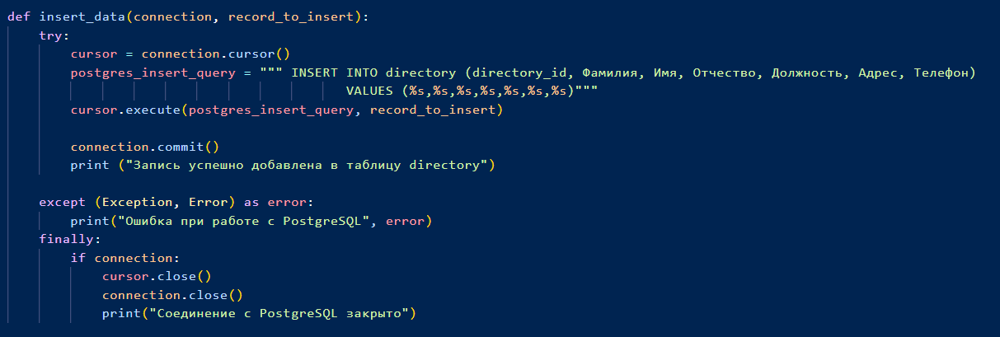 def insert_data(connection, record_to_insert):
    try:
        cursor = connection.cursor()
        postgres_insert_query = """ INSERT INTO directory (directory_id, Фамилия, Имя, Отчество, Должность, Адрес, Телефон)
                                           VALUES (%s,%s,%s,%s,%s,%s,%s)"""
        cursor.execute(postgres_insert_query, record_to_insert)

        connection.commit()
        print ("Запись успешно добавлена в таблицу directory")

    except (Exception, Error) as error:
        print("Ошибка при работе с PostgreSQL", error)
    finally:
        if connection:
            cursor.close()
            connection.close()
            print("Соединение с PostgreSQL закрыто")